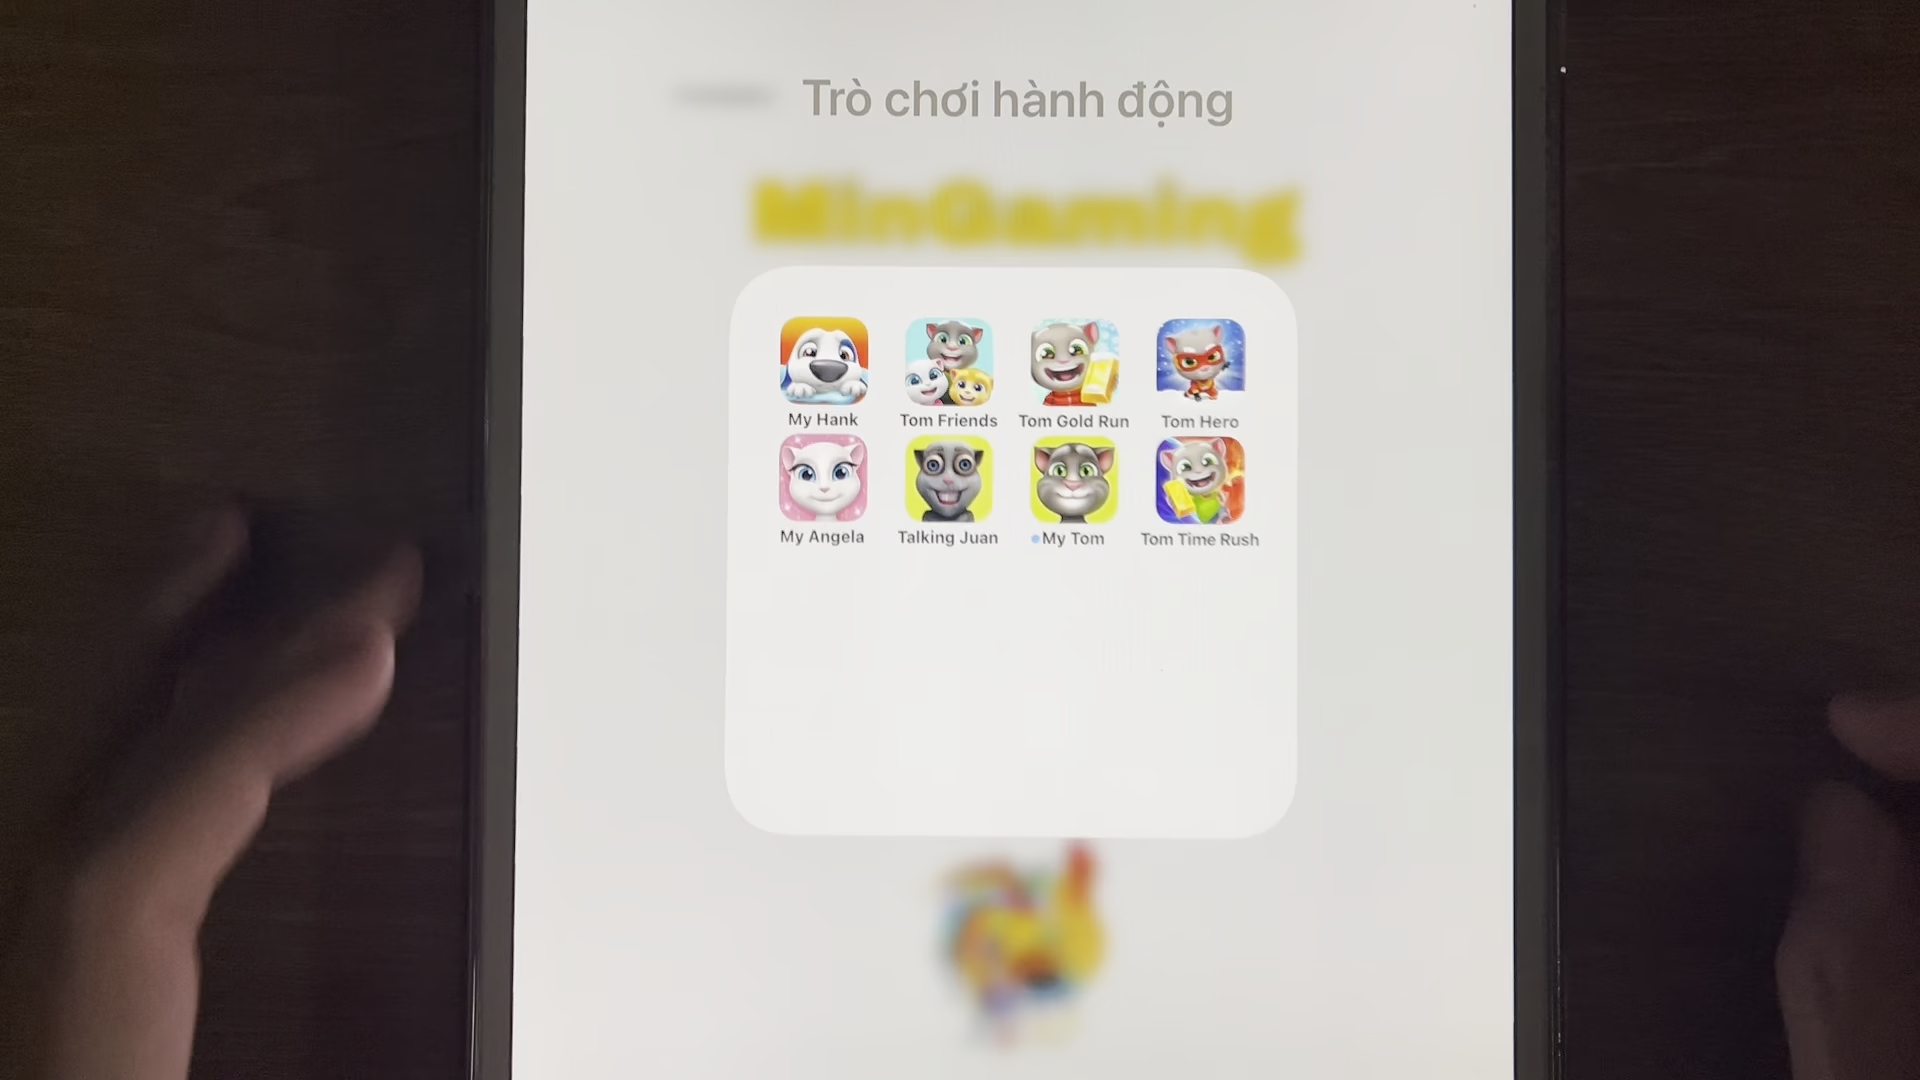 Trò chơi hành động
MinGaming
My Hank
Tom Friends
Tom Gold Run
Tom Hero
My Angela
Talking Juan
My Tom
Tom Time Rush